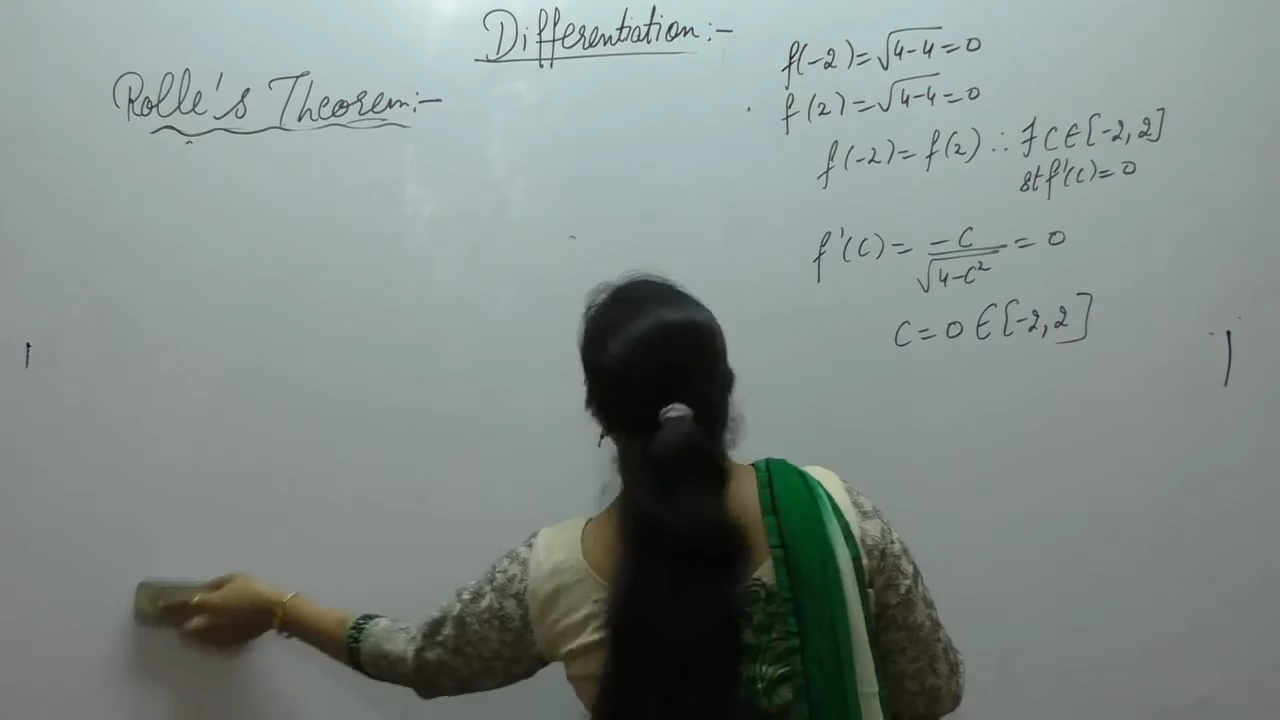 Differentiation:-
Rolle's Theorem:-
f(-2)=√4-4=0
f(2)=√4-4=0
f(-2)=f(2) ∴ ∃ C∈[-2,2]
st f'(c)=0
f'(c)= -c/√4-c² =0
C=0∈[-2,2]